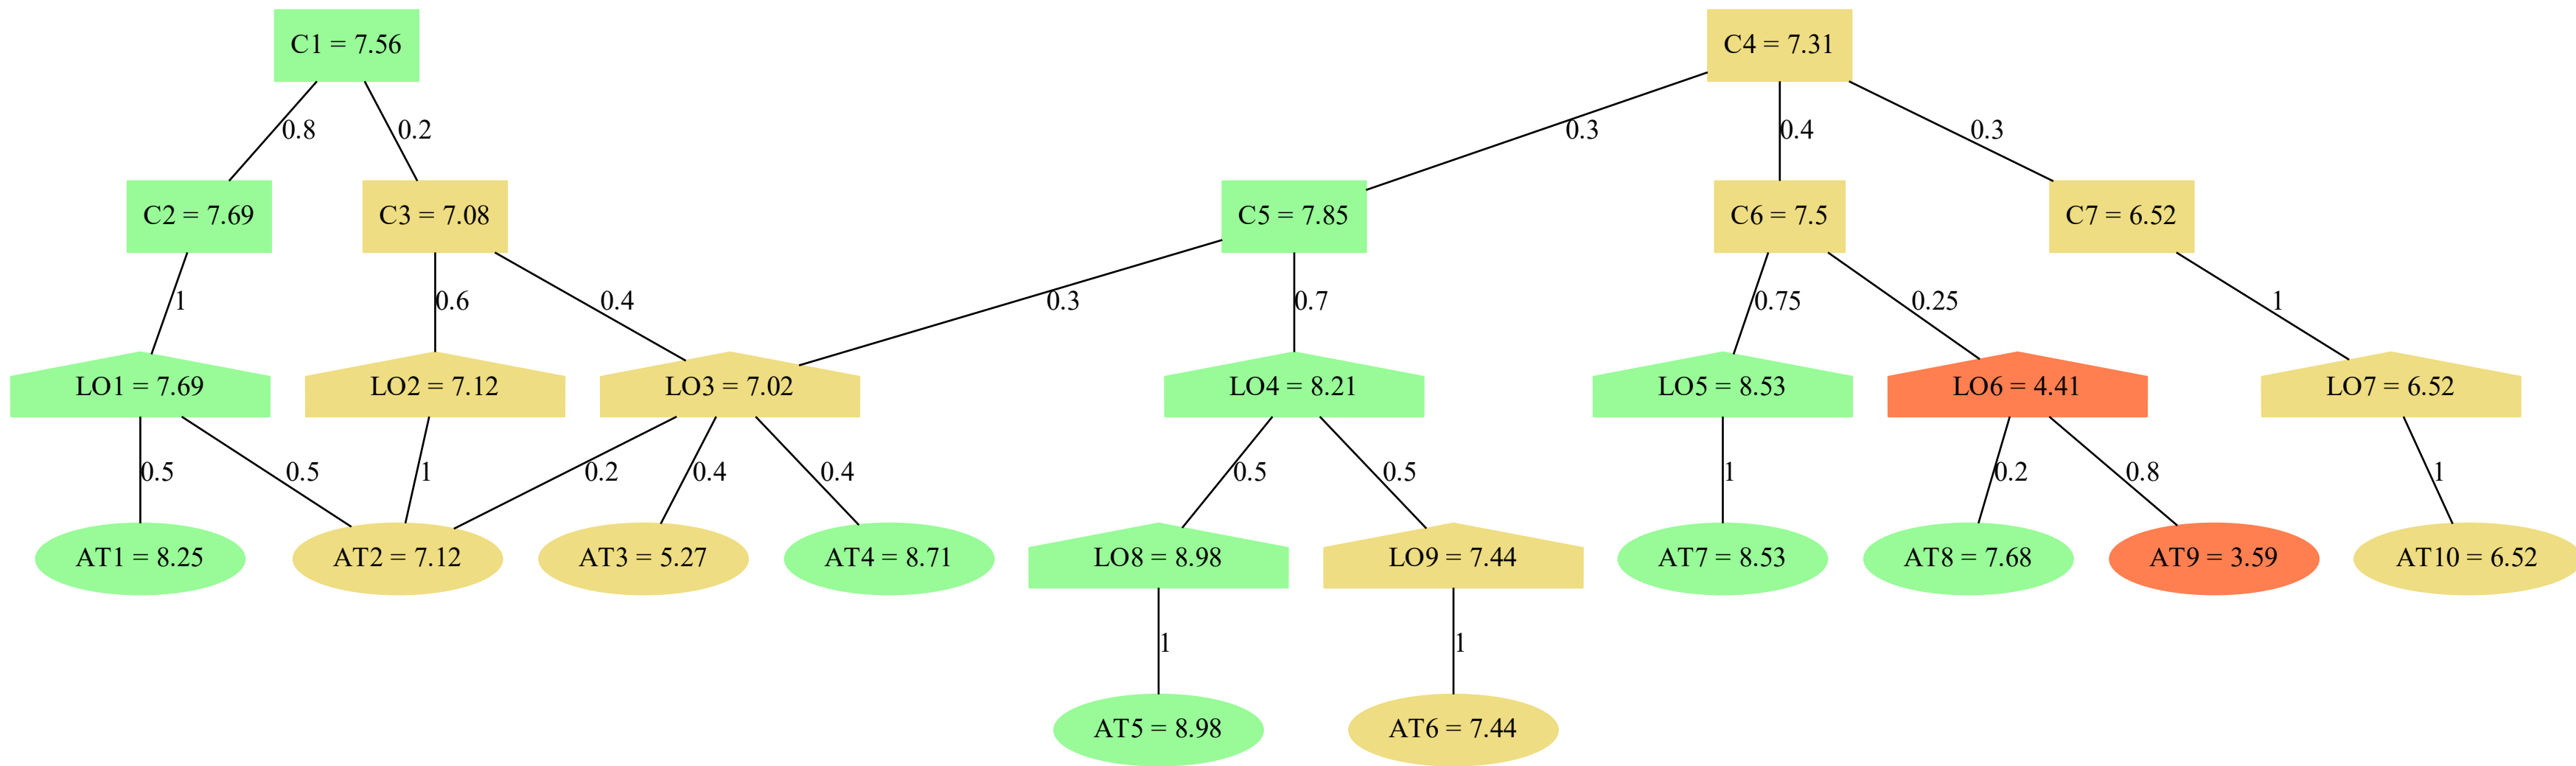 C1 = 7.56
C4 = 7.31
0.8
0.2
0.3
0.4
0.3
C2 = 7.69
C3 = 7.08
C5 = 7.85
C6 = 7.5
C7 = 6.52
1
0.6
0.4
0.3
0.7
0.75
0.25
1
LO1 = 7.69
LO2 = 7.12
LO3 = 7.02
LO4 = 8.21
LO5 = 8.53
LO6 = 4.41
LO7 = 6.52
0.5
0.5
1
0.2
0.4
0.4
0.5
0.5
1
0.2
0.8
1
AT1 = 8.25
AT2 = 7.12
AT3 = 5.27
AT4 = 8.71
LO8 = 8.98
LO9 = 7.44
AT7 = 8.53
AT8 = 7.68
AT9 = 3.59
AT10 = 6.52
1
1
AT5 = 8.98
AT6 = 7.44